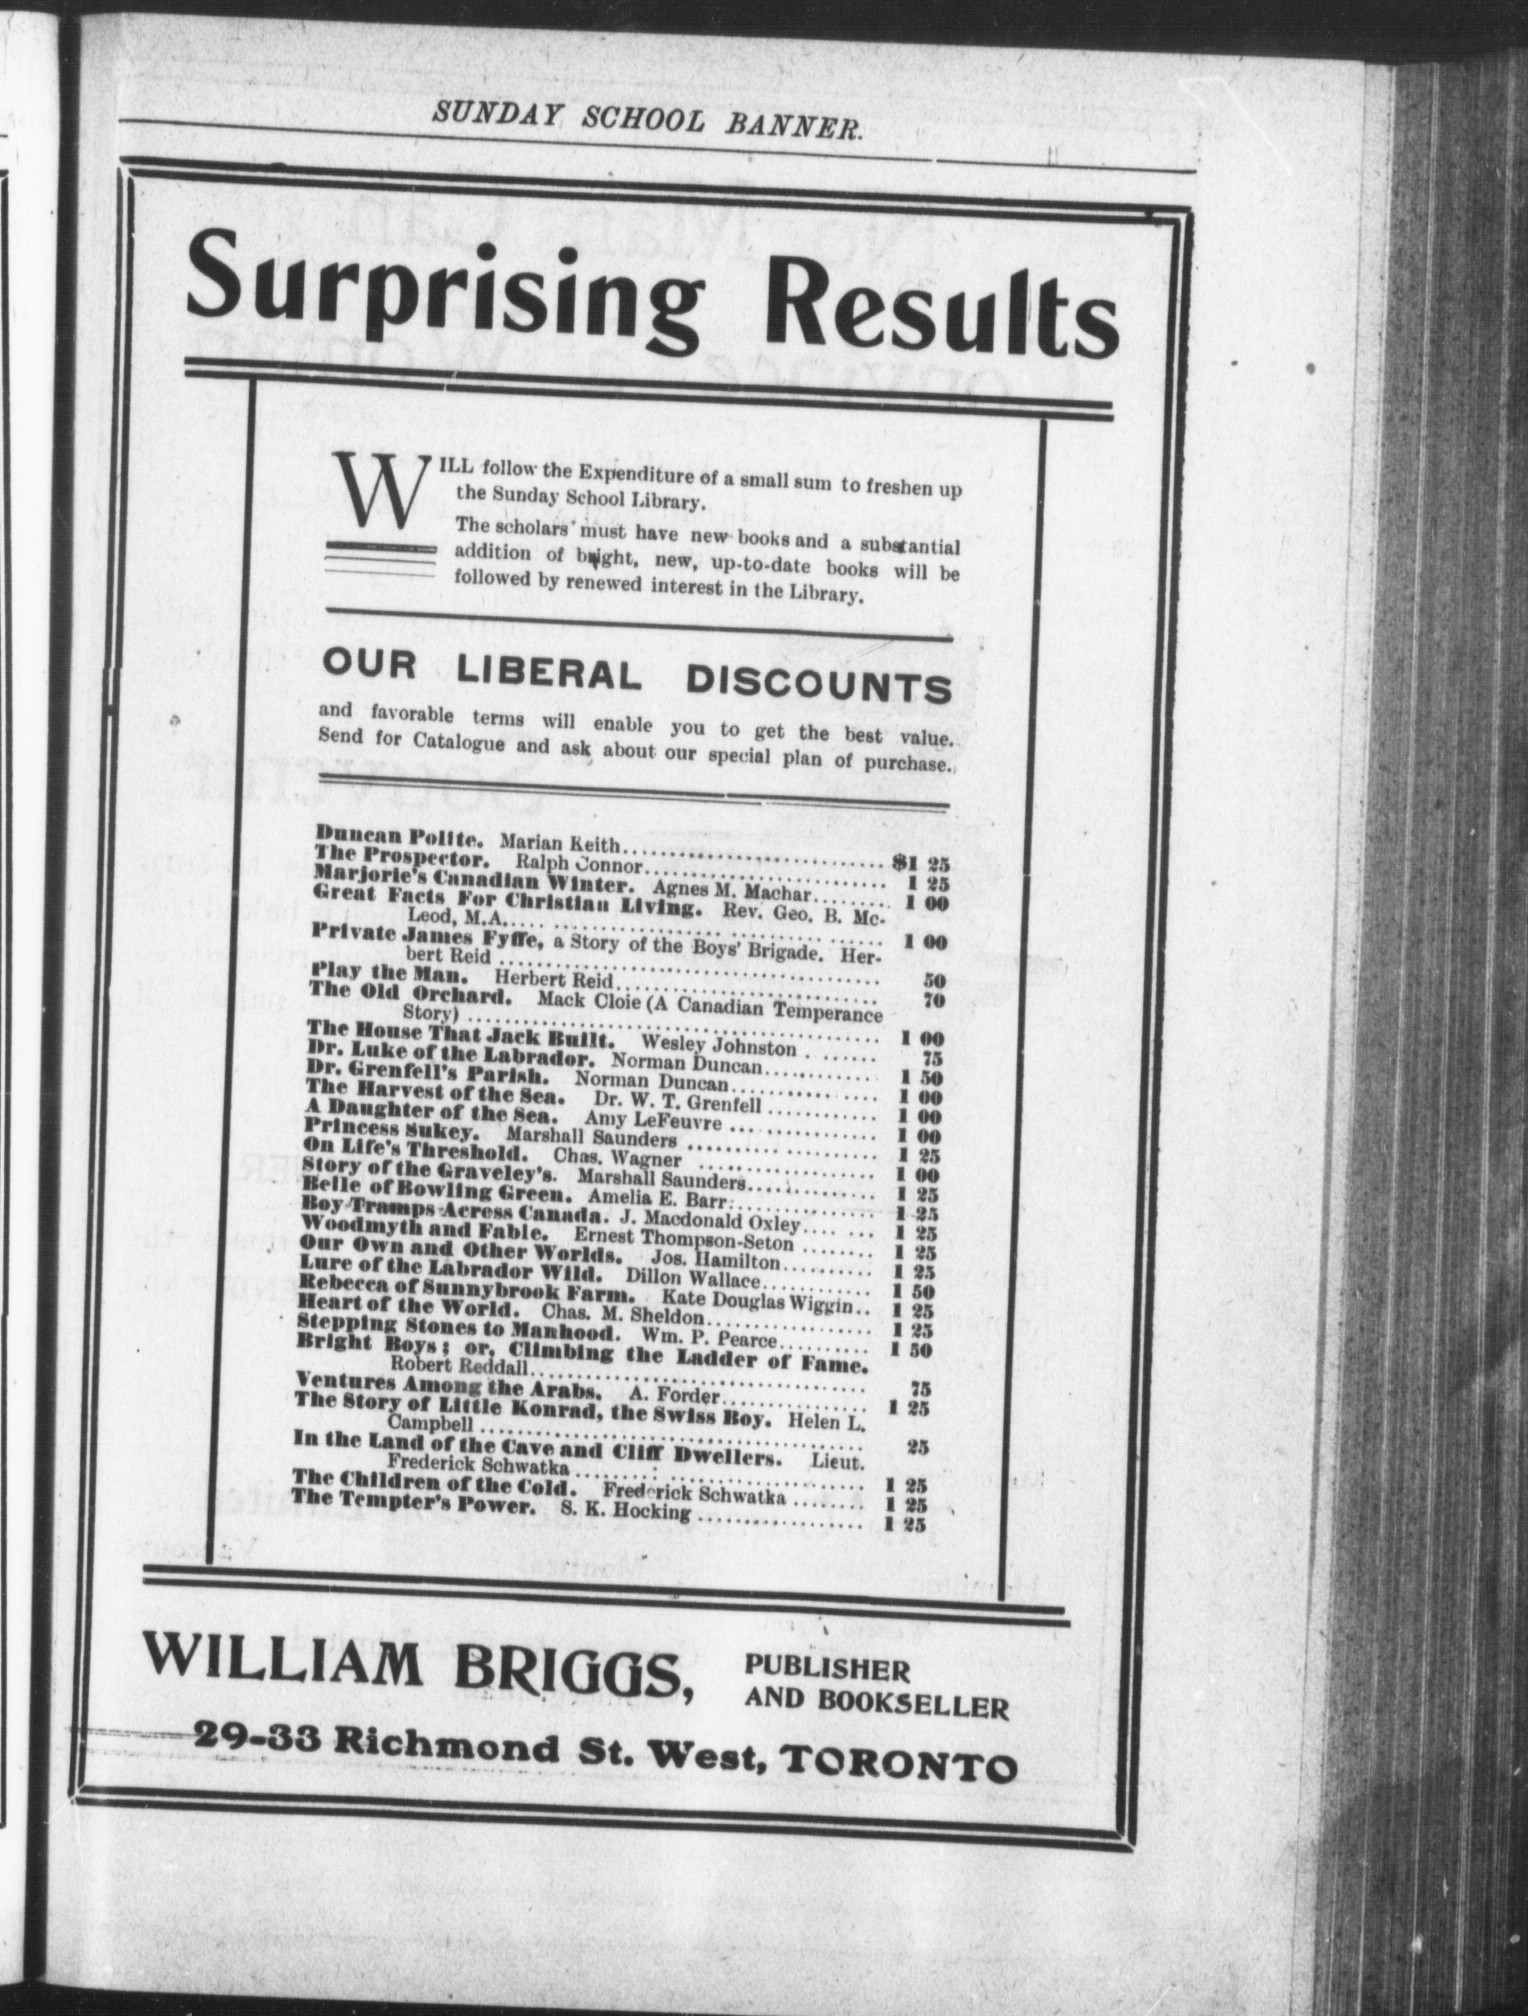 SUNDAY SCHOOL BANNER.
Surprising Results
WILL follow the Expenditure of a small sum to freshen up
the Sunday School Library.
The scholars must have new books and a substantial
addition of bright, new, up-to-date books will be
followed by renewed interest in the Library.
OUR LIBERAL DISCOUNTS
and favorable terms will enable you to get the best value.
Send for Catalogue and ask about our special plan of purchase.
Duncan Polite. Marian Keith........................ $1 25
The Prospector. Ralph Connor........................ 1 25
Marjorie's Canadian Winter. Agnes M. Machar......... 1 00
Great Facts For Christian Living. Rev. Geo. B. Mc-
Leod, M.A........................ 1 00
Private James Fyffe, a Story of the Boys' Brigade. Her-
bert Reid ........................ 50
Play the Man. Herbert Reid........................ 70
The Old Orchard. Mack Cloie (A Canadian Temperance
Story) ........................ 1 00
The House That Jack Built. Wesley Johnston ........ 75
Dr. Luke of the Labrador. Norman Duncan............ 1 50
Dr. Grenfell's Parish. Norman Duncan............... 1 00
The Harvest of the Sea. Dr. W. T. Grenfell ............ 1 00
A Daughter of the Sea. Amy LeFeuvre ............... 1 00
Princess Sukey. Marshall Saunders .................. 1 25
On Life's Threshold. Chas. Wagner .................. 1 00
Story of the Graveley's. Marshall Saunders............ 1 25
Belle of Bowling Green. Amelia E. Barr............... 1 25
Boy Tramps Across Canada. J. Macdonald Oxley....... 1 25
Woodmyth and Fable. Ernest Thompson-Seton ........ 1 25
Our Own and Other Worlds. Jos. Hamilton.......... 1 25
Lure of the Labrador Wild. Dillon Wallace............ 1 50
Rebecca of Sunnybrook Farm. Kate Douglas Wiggin.. 1 25
Heart of the World. Chas. M. Sheldon.................. 1 25
Stepping Stones to Manhood. Wm. P. Pearce.......... 1 50
Bright Boys; or, Climbing the Ladder of Fame.
Robert Reddall........................ 75
Ventures Among the Arabs. A. Forder................ 1 25
The Story of Little Konrad, the Swiss Boy. Helen L.
Campbell ........................ 25
In the Land of the Cave and Cliff Dwellers. Lieut.
Frederick Schwatka ........................ 1 25
The Children of the Cold. Frederick Schwatka ........ 1 25
The Tempter's Power. S. K. Hocking .................. 1 25
WILLIAM BRIGGS, PUBLISHER
AND BOOKSELLER
29-33 Richmond St. West, TORONTO